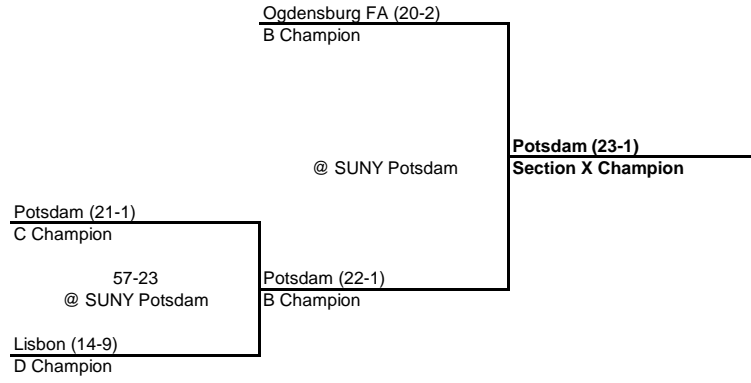 Ogdensburg FA (20-2)
B Champion
Potsdam (23-1)
@ SUNY Potsdam
Section X Champion
Potsdam (21-1)
C Champion
57-23
Potsdam (22-1)
@ SUNY Potsdam
B Champion
Lisbon (14-9)
D Champion